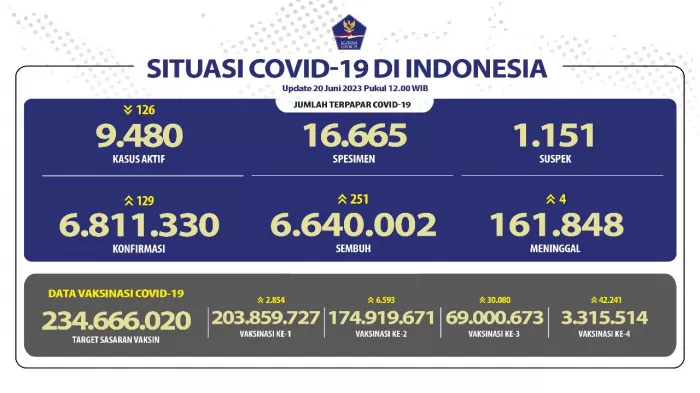 SITUASI COVID-19 DI INDONESIA
Update 20 Juni 2023 Pukul 12.00 WIB
JUMLAH TERPAPAR COVID-19
126
9.480
KASUS AKTIF
16.665
SPESIMEN
1.151
SUSPEK
129
6.811.330
KONFIRMASI
251
6.640.002
SEMBUH
4
161.848
MENINGGAL
DATA VAKSINASI COVID-19
234.666.020
TARGET SASARAN VAKSIN
2.854
203.859.727
VAKSINASI KE-1
6.593
174.919.671
VAKSINASI KE-2
30.080
69.000.673
VAKSINASI KE-3
42.241
3.315.514
VAKSINASI KE-4